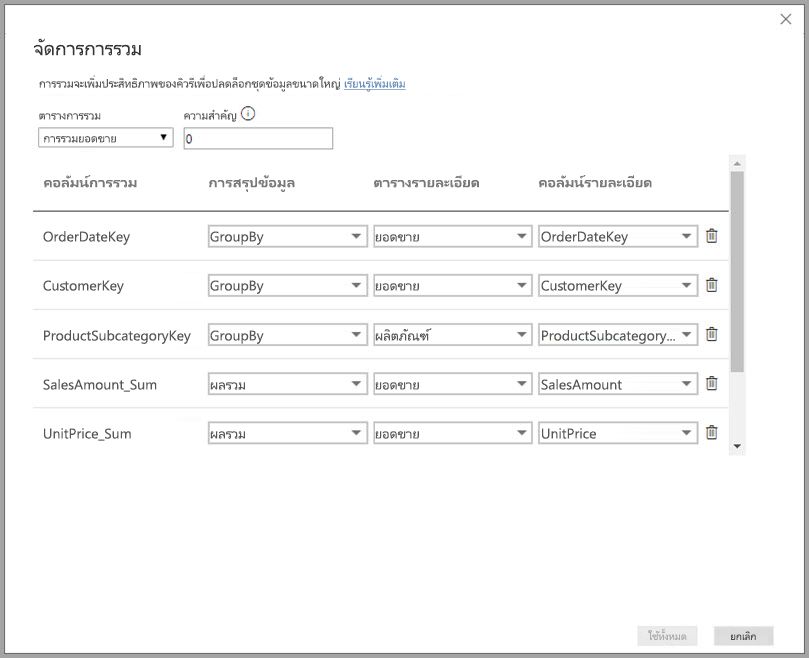 จัดการการรวม
การรวมจะเพิ่มประสิทธิภาพของคิวรีเพื่อปลดล็อกชุดข้อมูลขนาดใหญ่ เรียนรู้เพิ่มเติม
ตารางการรวม ความสำคัญ
การรวมยอดขาย 0
คอลัมน์การรวม การสรุปข้อมูล ตารางรายละเอียด คอลัมน์รายละเอียด
OrderDateKey GroupBy ยอดขาย OrderDateKey
CustomerKey GroupBy ยอดขาย CustomerKey
ProductSubcategoryKey GroupBy ผลิตภัณฑ์ ProductSubcategory...
SalesAmount_Sum ผลรวม ยอดขาย SalesAmount
UnitPrice_Sum ผลรวม ยอดขาย UnitPrice
ใช้ทั้งหมด ยกเลิก